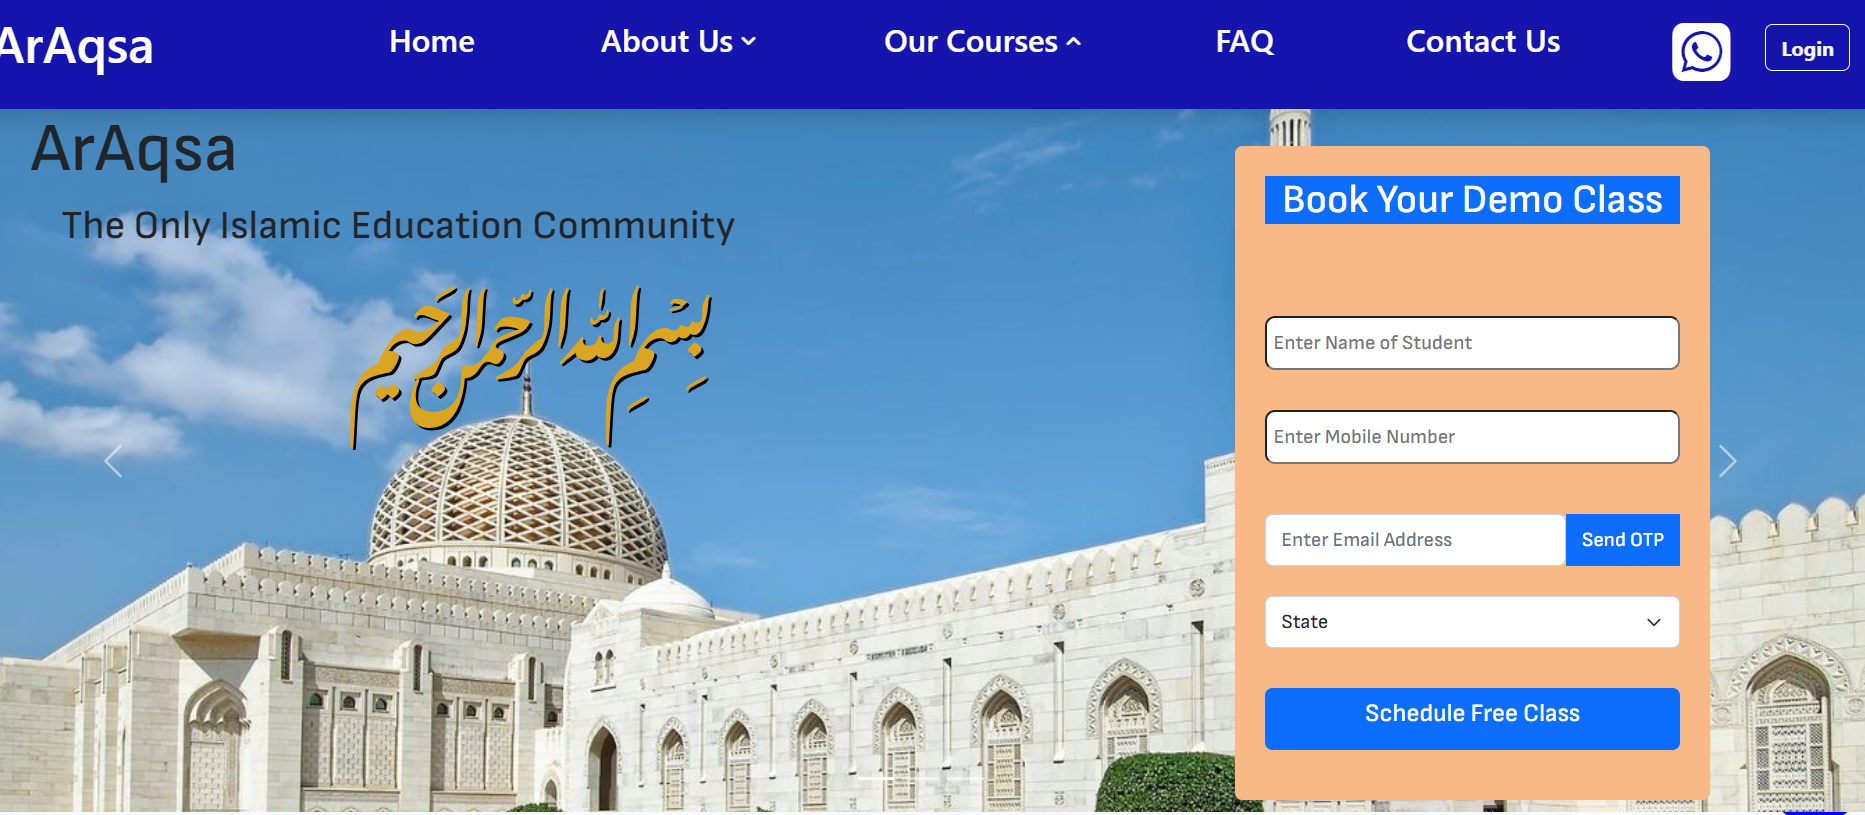 ArAqsa
Home
About Us
Our Courses
FAQ
Contact Us
Login
ArAqsa
The Only Islamic Education Community
بِسْمِ اللهِ الرَّحْمنِ الرَّحِيمِ
Book Your Demo Class
Enter Name of Student
Enter Mobile Number
Enter Email Address
Send OTP
State
Schedule Free Class